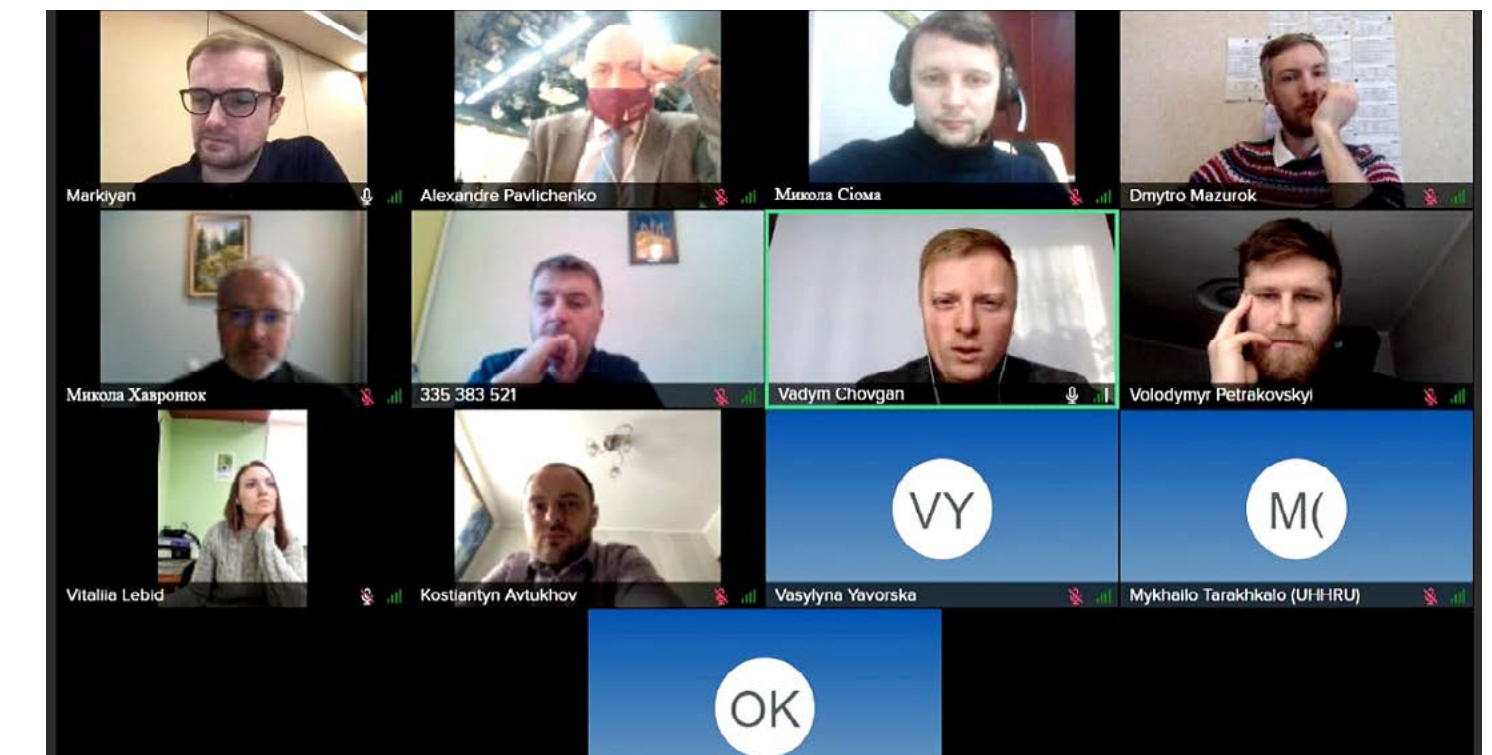 Markiyan
Alexandre Pavlichenko
Микола Сіома
Dmytro Mazurok
Микола Хавронюк
335 383 521
Vadym Chovgan
Volodymyr Petrakovskyi
VY
M(
Vitaliia Lebid
Kostiantyn Avtukhov
Vasylyna Yavorska
Mykhailo Tarakhkalo (UHHRU)
OK